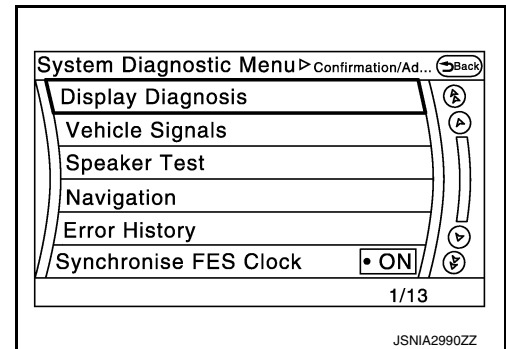 System Diagnostic Menu ▷ Confirmation/Ad... Back
Display Diagnosis
Vehicle Signals
Speaker Test
Navigation
Error History
Synchronise FES Clock • ON
1/13
JSNIA2990ZZ